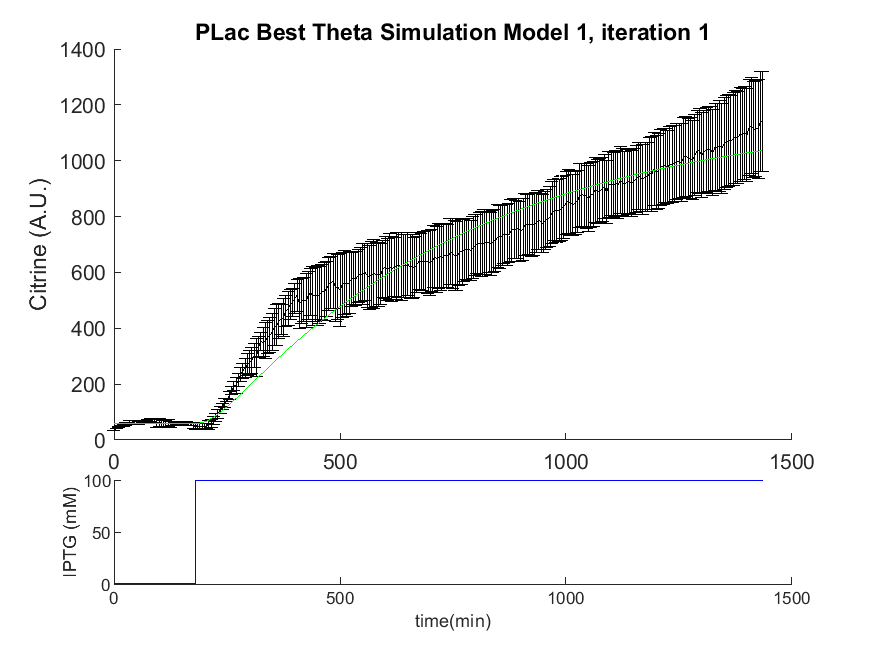 PLac Best Theta Simulation Model 1, iteration 1
1400
1200
1000
800
600
400
200
0
Citrine (A.U.)
0 500 1000 1500
100
50
0
IPTG (mM)
0 500 1000 1500
time(min)